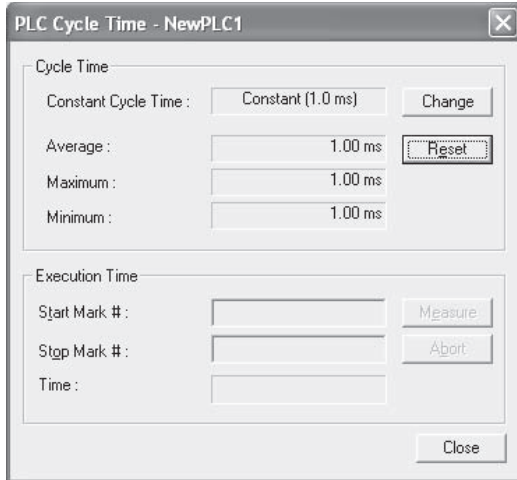 PLC Cycle Time - NewPLC1
Cycle Time
Constant Cycle Time : Constant (1.0 ms) Change
Average : 1.00 ms Reset
Maximum : 1.00 ms
Minimum : 1.00 ms
Execution Time
Start Mark # : Measure
Stop Mark # : Abort
Time :
Close